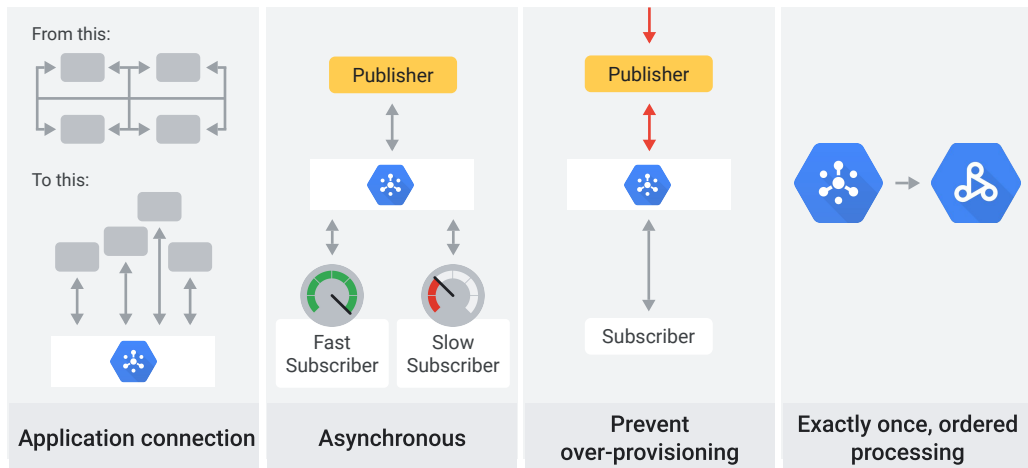 From this:
To this:
Application connection
Publisher
Fast
Subscriber
Slow
Subscriber
Asynchronous
Publisher
Subscriber
Prevent
over-provisioning
Exactly once, ordered
processing